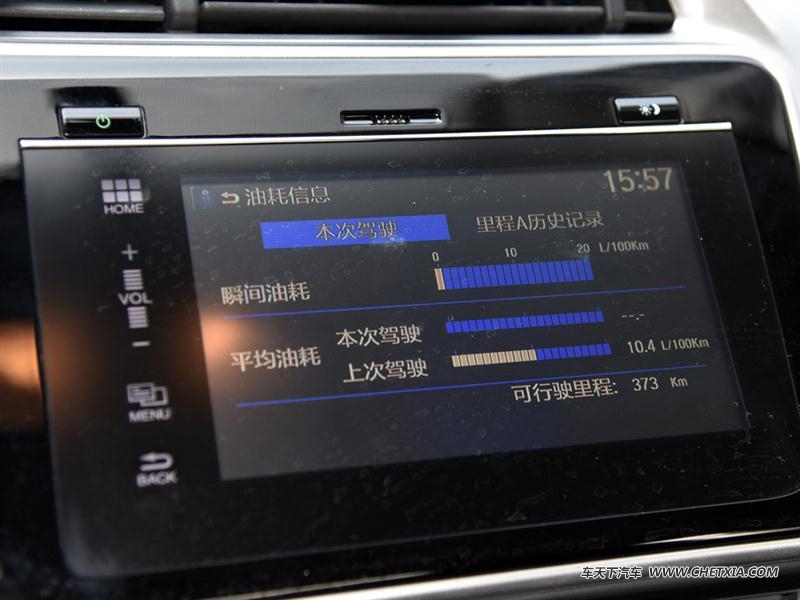 油耗信息 15:57
本次驾驶 里程A历史记录
0 10 20 L/100Km
瞬间油耗
平均油耗
本次驾驶 --.-
上次驾驶 10.4 L/100Km
可行驶里程: 373 Km
HOME
+
VOL
-
MENU
BACK
车天下汽车 WWW.CHETXIA.COM